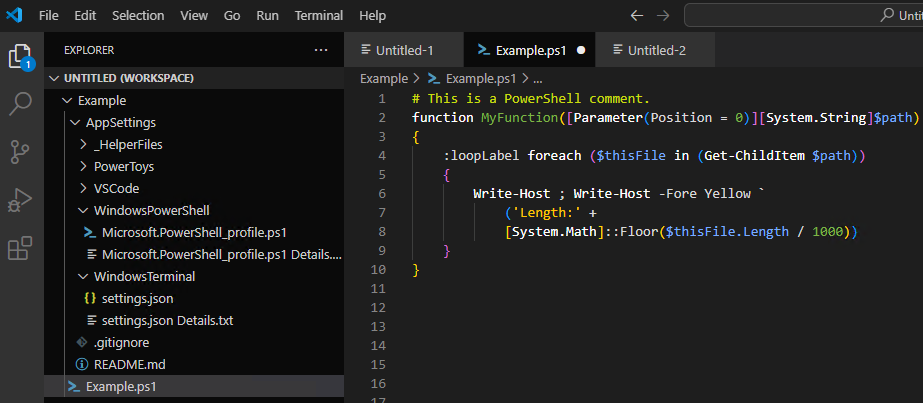 File Edit Selection View Go Run Terminal Help Unti
EXPLORER ...
UNTITLED (WORKSPACE)
Example
AppSettings
_HelperFiles
PowerToys
VSCode
WindowsPowerShell
Microsoft.PowerShell_profile.ps1
Microsoft.PowerShell_profile.ps1 Details....
WindowsTerminal
{} settings.json
settings.json Details.txt
.gitignore
README.md
Example.ps1
1
Untitled-1 Example.ps1 Untitled-2
Example > Example.ps1 > ...
1 # This is a PowerShell comment.
2 function MyFunction([Parameter(Position = 0)][System.String]$path)
3 {
4 :loopLabel foreach ($thisFile in (Get-ChildItem $path))
5 {
6 Write-Host ; Write-Host -Fore Yellow `
7 ('Length:' +
8 [System.Math]::Floor($thisFile.Length / 1000))
9 }
10 }
11
12
13
14
15
16
17